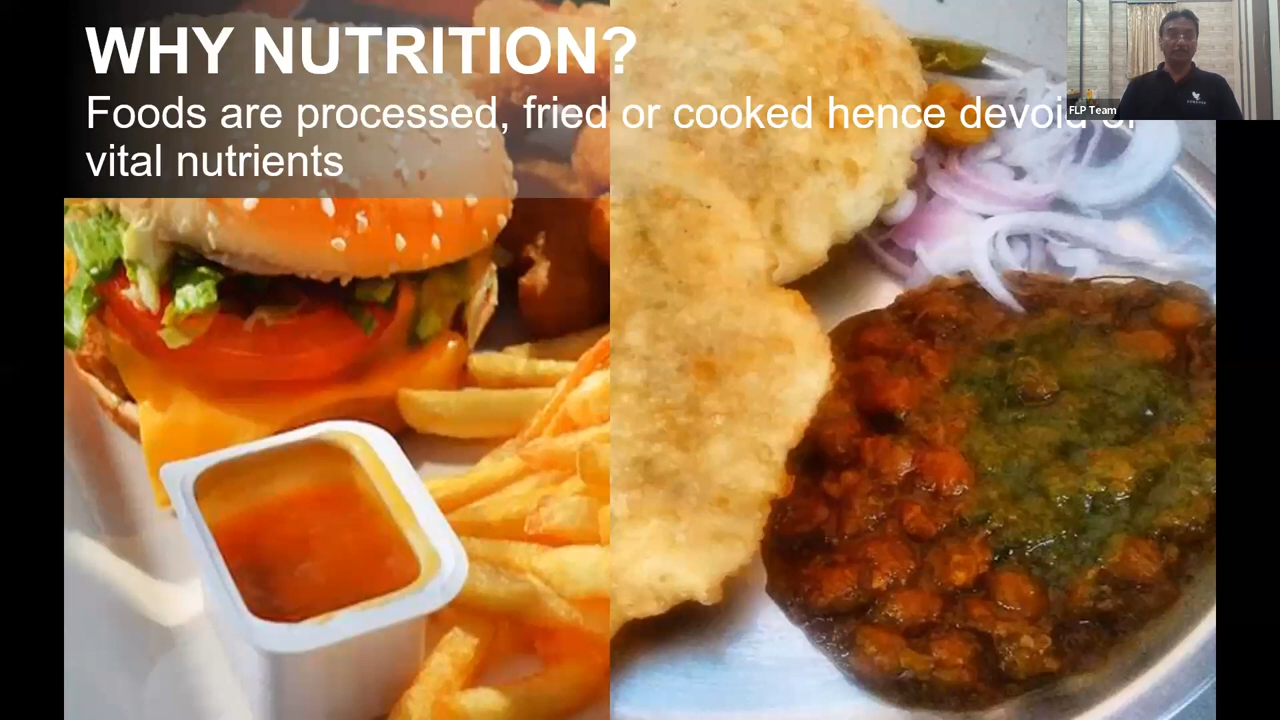 WHY NUTRITION?
Foods are processed, fried or cooked hence devoid of
vital nutrients
FLP Team